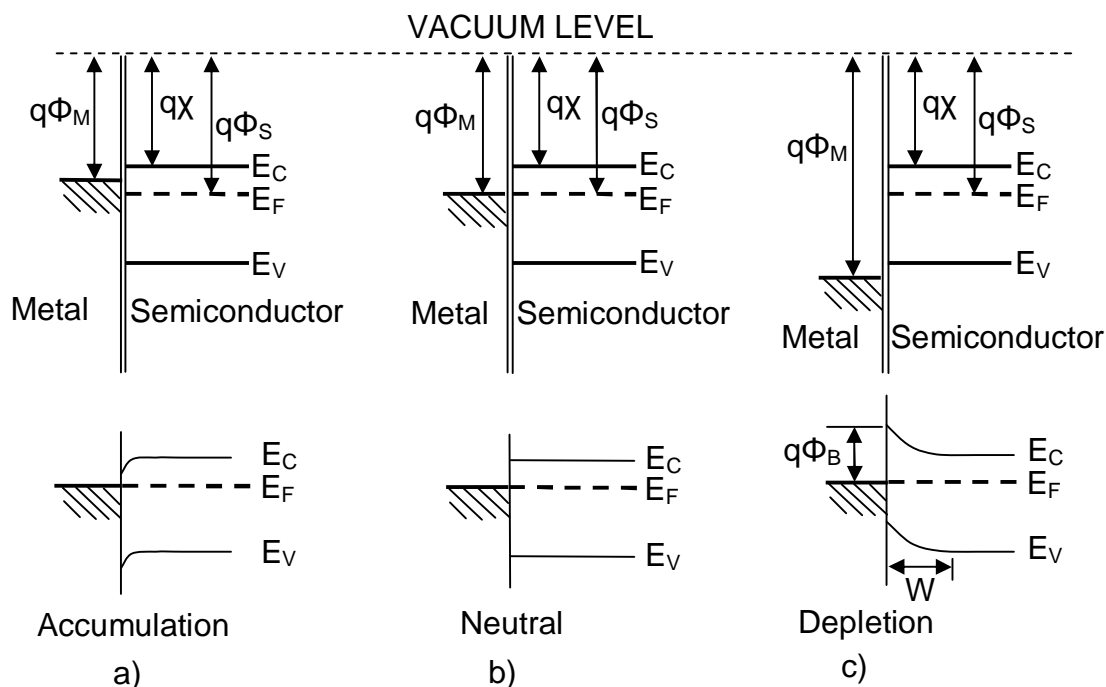 VACUUM LEVEL
qΦM
qχ
qΦS
EC
EF
EV
Metal
Semiconductor
EC
EF
EV
Accumulation
a)
qΦM
qχ
qΦS
EC
EF
EV
Metal
Semiconductor
EC
EF
EV
Neutral
b)
qΦM
qχ
qΦS
EC
EF
EV
Metal
Semiconductor
qΦB
EC
EF
EV
W
Depletion
c)